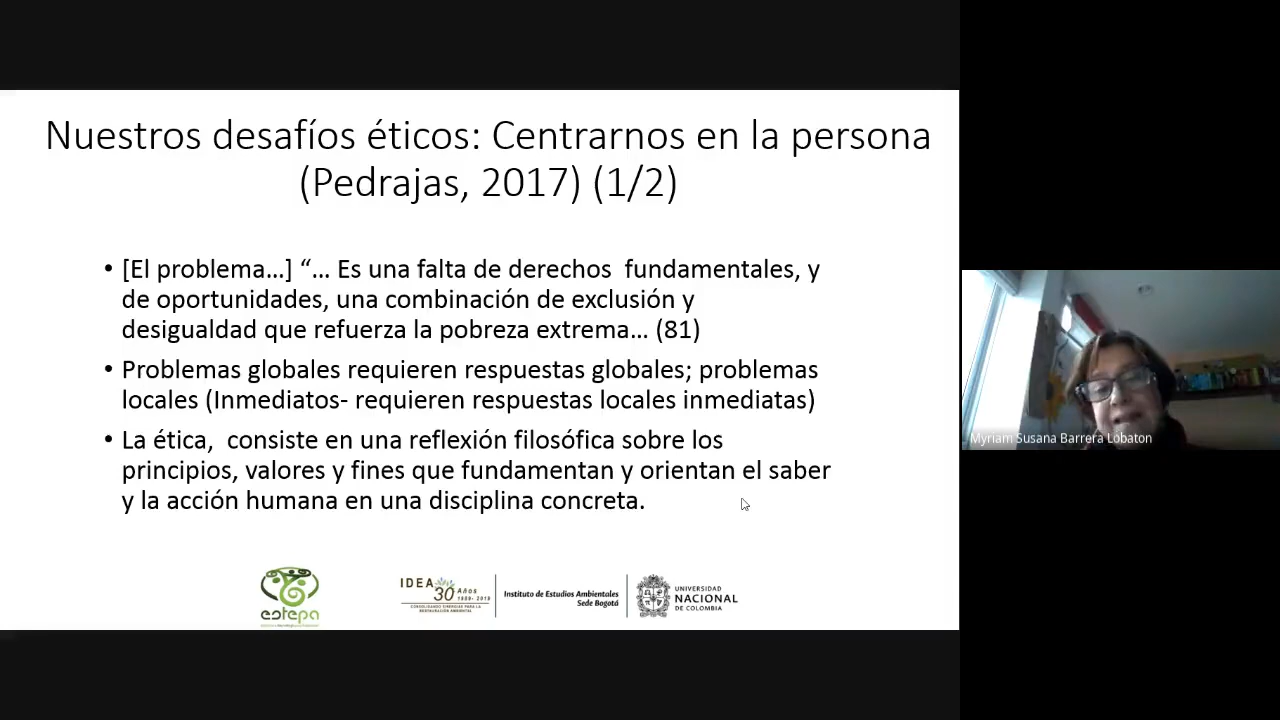 Nuestros desafíos éticos: Centrarnos en la persona
(Pedrajas, 2017) (1/2)
• [El problema…] “… Es una falta de derechos  fundamentales, y
de oportunidades, una combinación de exclusión y
desigualdad que refuerza la pobreza extrema… (81)
• Problemas globales requieren respuestas globales; problemas
locales (Inmediatos- requieren respuestas locales inmediatas)
• La ética,  consiste en una reflexión filosófica sobre los
principios, valores y fines que fundamentan y orientan el saber
y la acción humana en una disciplina concreta.
Myriam Susana Barrera Lobaton
estepa
IDEA
30 Años
Instituto de Estudios Ambientales
Sede Bogotá
UNIVERSIDAD
NACIONAL
DE COLOMBIA